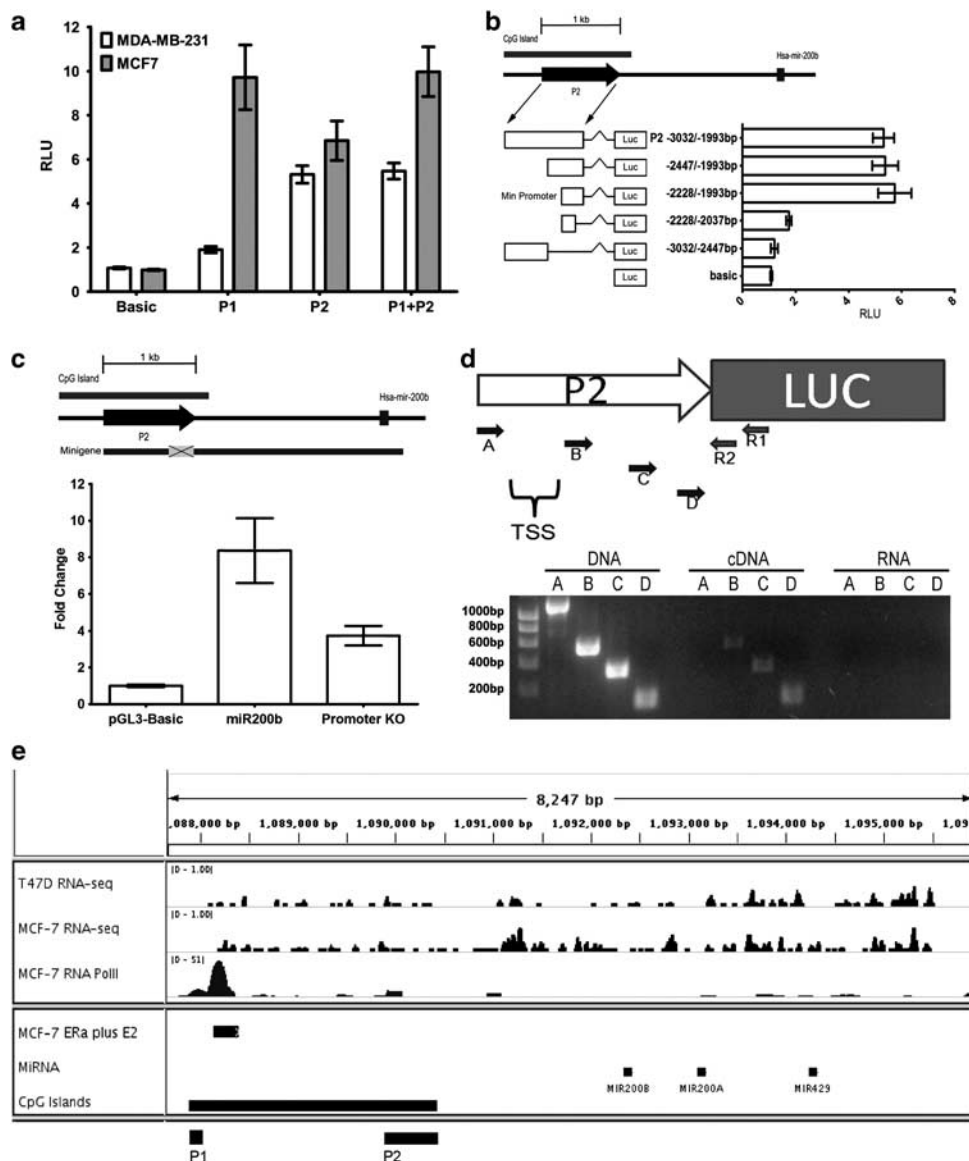 a
12
10
8
6
4
2
0
RLU
MDA-MB-231
MCF7
Basic
P1
P2
P1+P2
b
1 kb
CpG Island
Hsa-mir-200b
P2
Luc
P2 -3032/-1993bp
Luc
-2447/-1993bp
Min Promoter
Luc
-2228/-1993bp
Luc
-2228/-2037bp
Luc
-3032/-2447bp
Luc
basic
0
2
4
6
8
RLU
c
1 kb
CpG Island
Hsa-mir-200b
P2
Minigene
12
10
8
6
4
2
0
Fold Change
pGL3-Basic
miR200b
Promoter KO
d
P2
LUC
A
B
C
D
R2
R1
TSS
DNA
cDNA
RNA
A B C D
A B C D
A B C D
1000bp
800bp
600bp
400bp
200bp
e
8,247 bp
,088,000 bp
1,089,000 bp
1,090,000 bp
1,091,000 bp
1,092,000 bp
1,093,000 bp
1,094,000 bp
1,095,000 bp
1,09
T47D RNA-seq
[0 - 1.00]
MCF-7 RNA-seq
[0 - 1.00]
MCF-7 RNA PolII
[0 - 51]
MCF-7 ERa plus E2
MiRNA
MIR200B
MIR200A
MIR429
CpG Islands
P1
P2